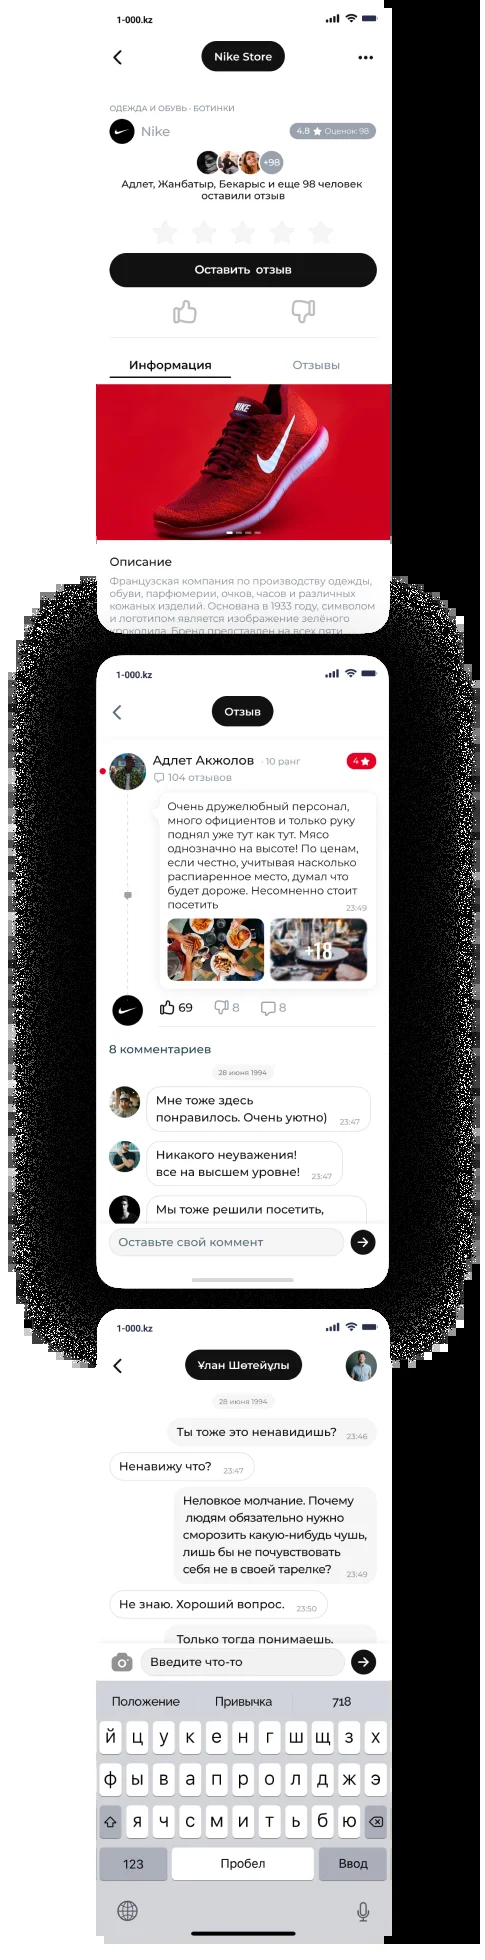 1-000.kz
Nike Store
ОДЕЖДА И ОБУВЬ · БОТИНКИ
Nike
4.8 Оценок: 98
+98
Адлет, Жанбатыр, Бекарыс и еще 98 человек
оставили отзыв
Оставить отзыв
Информация Отзывы
NIKE
Описание
Французская компания по производству одежды,
обуви, парфюмерии, очков, часов и различных
кожаных изделий. Основана в 1933 году, символом
и логотипом является изображение зелёного
крокодила. Бренд представлен на всех пяти
1-000.kz
Отзыв
Адлет Акжолов · 10 ранг 4
104 отзывов
Очень дружелюбный персонал,
много официентов и только руку
поднял уже тут как тут. Мясо
однозначно на высоте! По ценам,
если честно, учитывая насколько
распиаренное место, думал что
будет дороже. Несомненно стоит
посетить 23:49
+18
69 8 8
8 комментариев
28 июня 1994
Мне тоже здесь
понравилось. Очень уютно) 23:47
Никакого неуважения!
все на высшем уровне! 23:47
Мы тоже решили посетить,
Оставьте свой коммент
1-000.kz
Ұлан Шөтейұлы
28 июня 1994
Ты тоже это ненавидишь? 23:46
Ненавижу что? 23:47
Неловкое молчание. Почему
людям обязательно нужно
сморозить какую-нибудь чушь,
лишь бы не почувствовать
себя не в своей тарелке? 23:49
Не знаю. Хороший вопрос. 23:50
Только тогда понимаешь,
Введите что-то
Положение Привычка 718
й ц у к е н г ш щ з х
ф ы в а п р о л д ж э
я ч с м и т ь б ю
123 Пробел Ввод